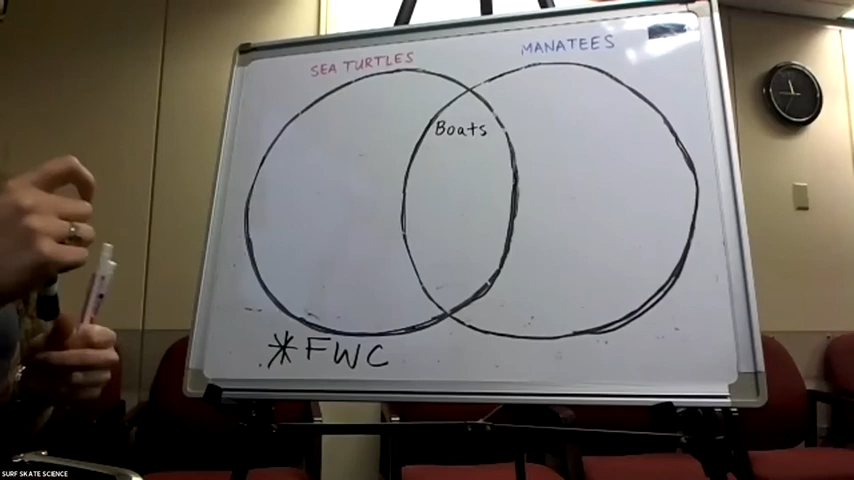 SEA TURTLES
MANATEES
Boats
*FWC
SURF SKATE SCIENCE